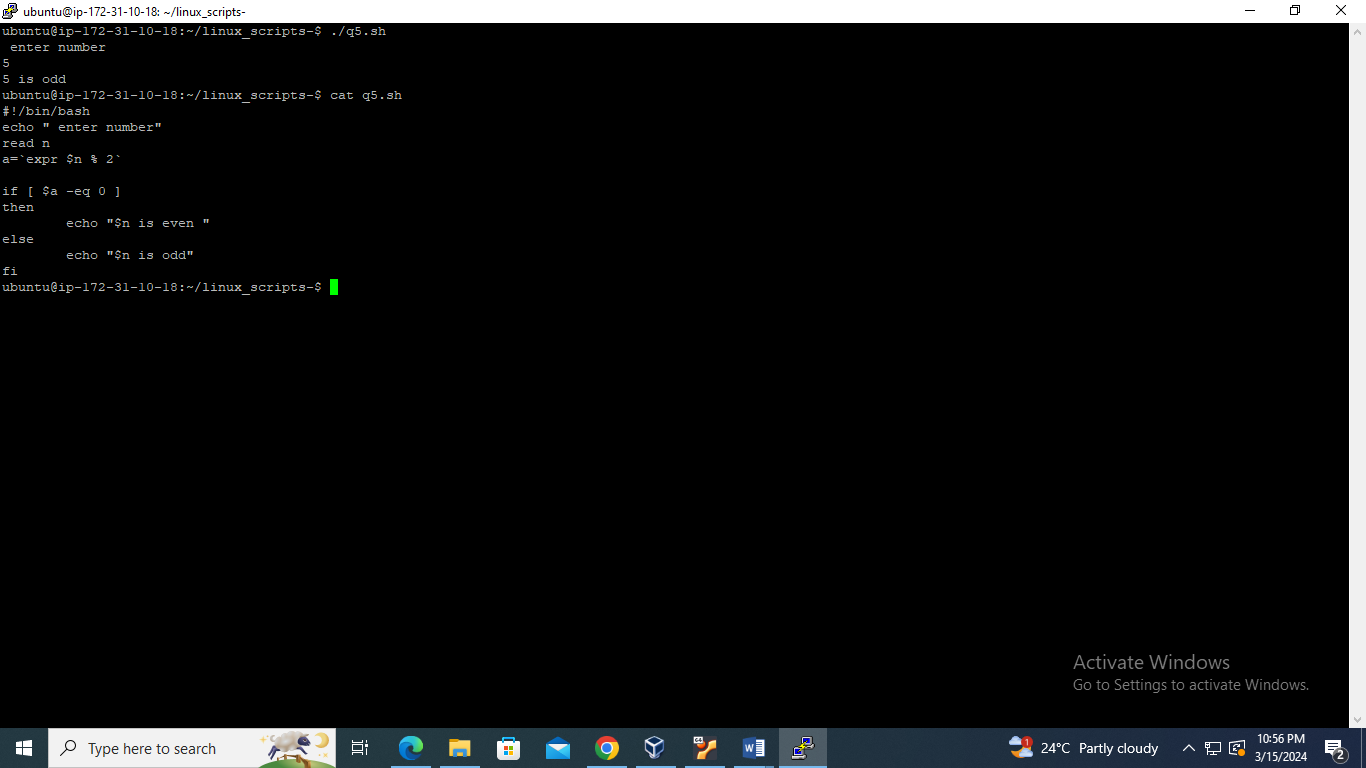 ubuntu@ip-172-31-10-18: ~/linux_scripts-
ubuntu@ip-172-31-10-18:~/linux_scripts-$ ./q5.sh
 enter number
5
5 is odd
ubuntu@ip-172-31-10-18:~/linux_scripts-$ cat q5.sh
#!/bin/bash
echo " enter number"
read n
a=`expr $n % 2`

if [ $a -eq 0 ]
then
        echo "$n is even "
else
        echo "$n is odd"
fi
ubuntu@ip-172-31-10-18:~/linux_scripts-$
Activate Windows
Go to Settings to activate Windows.
Type here to search
64
W
1
24°C Partly cloudy
10:56 PM
3/15/2024
2